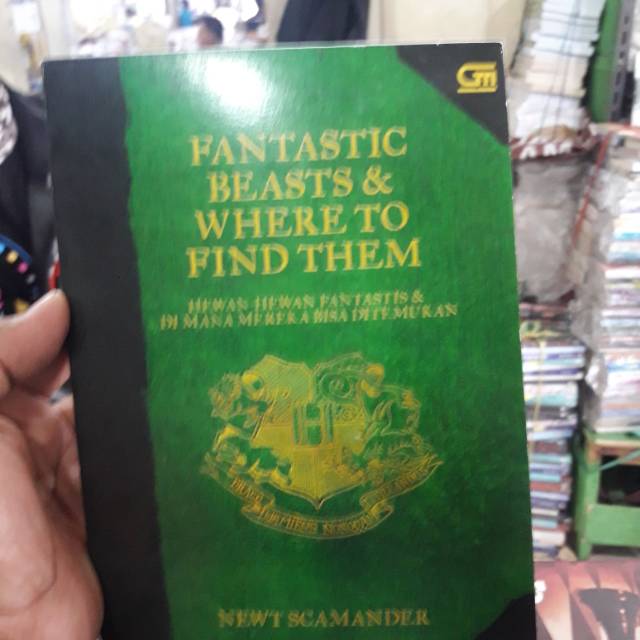 GM
FANTASTIC
BEASTS &
WHERE TO
FIND THEM
HEWAN-HEWAN FANTASTIS &
DI MANA MEREKA BISA DITEMUKAN
H
NEWT SCAMANDER